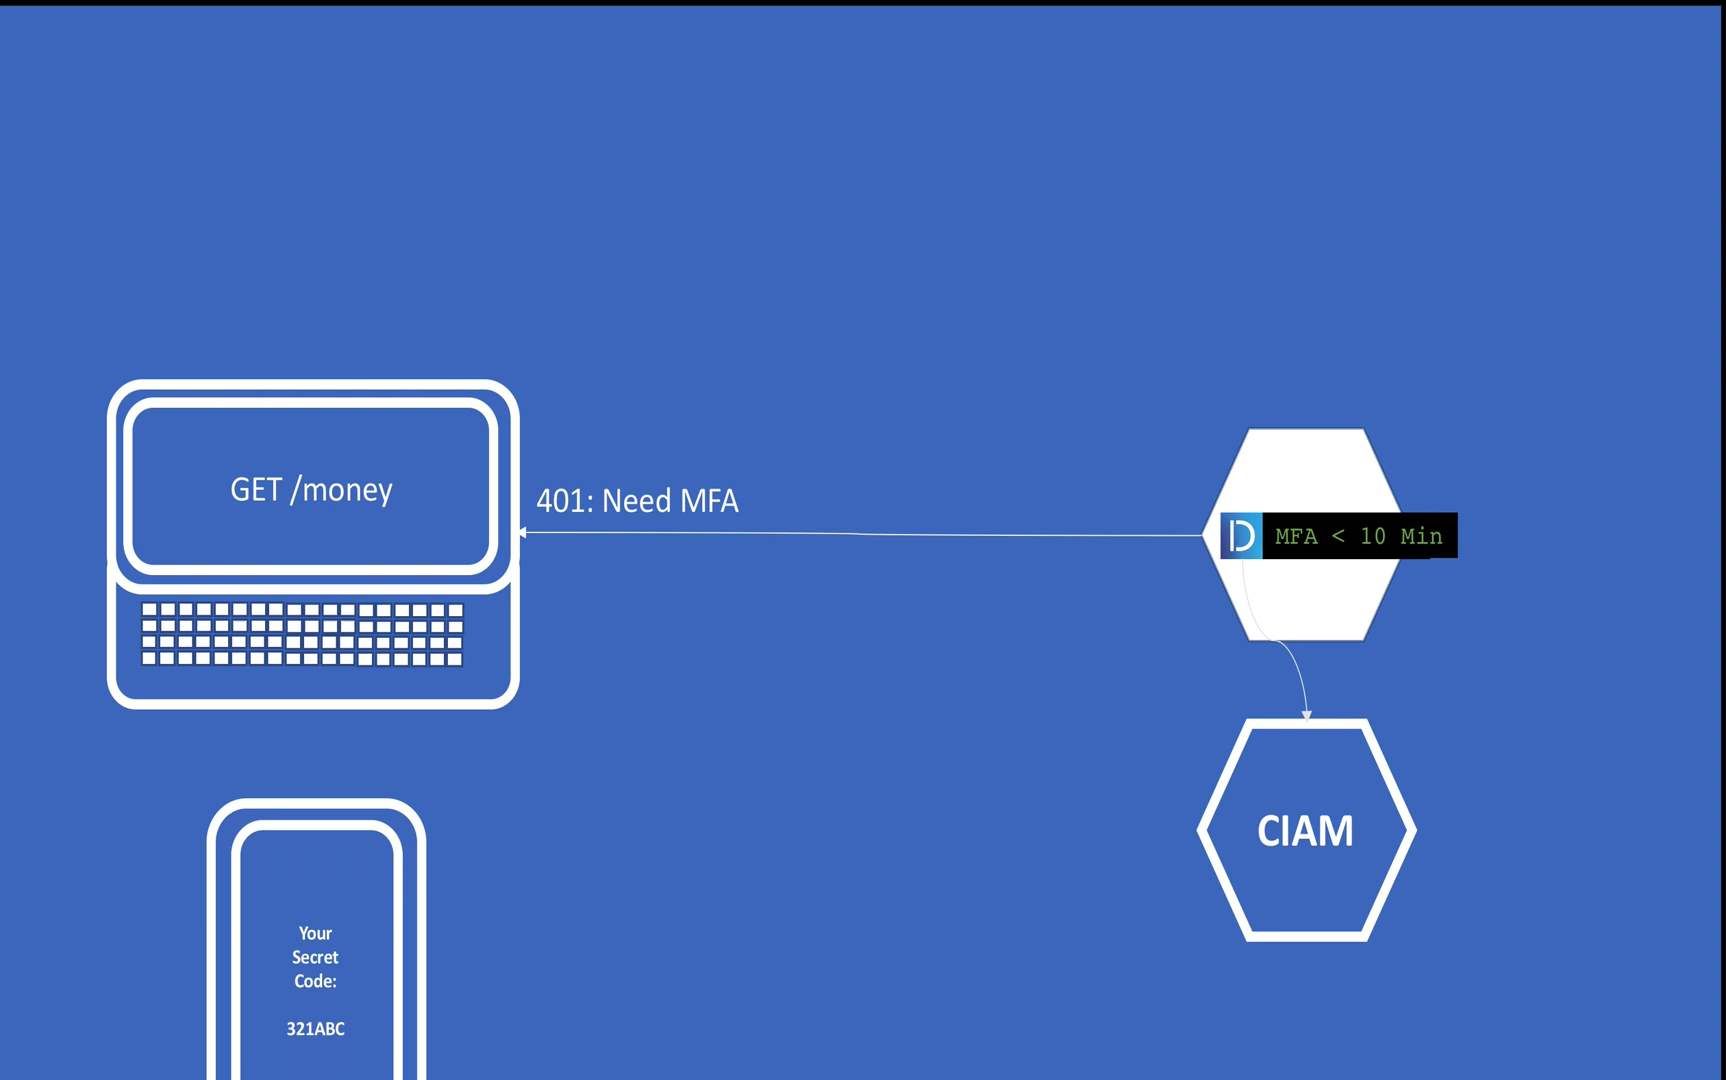 GET /money
401: Need MFA
D MFA < 10 Min
CIAM
Your
Secret
Code:
321ABC